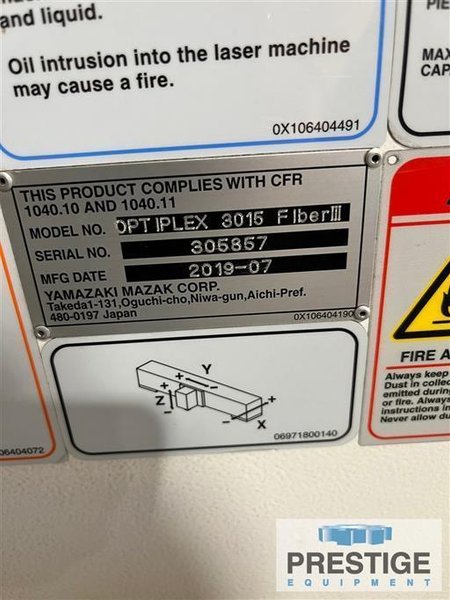 and liquid.
Oil intrusion into the laser machine
may cause a fire.
0X106404491
PIE
MAX
CAP
THIS PRODUCT COMPLIES WITH CFR
1040.10 AND 1040.11
MODEL NO. OPTIPLEX 3015 FiberIII
SERIAL NO. 305857
MFG DATE 2019-07
YAMAZAKI MAZAK CORP.
Takeda1-131,Oguchi-cho,Niwa-gun,Aichi-Pref.
480-0197 Japan
0X106404190
Y
+
-
+
Z
-
+
-
X
06971800140
06404072
FIRE A
Always keep
Dust in collec
emitted during
or fire. Always
instructions in
Never allow du
PRESTIGE
EQUIPMENT